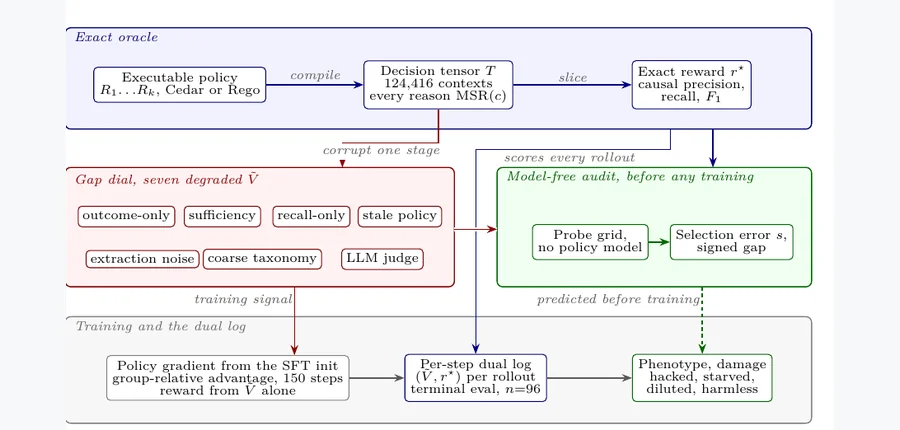 Exact oracle
Executable policy
R₁...Rₖ, Cedar or Rego
compile
Decision tensor T
124,416 contexts
every reason MSR(c)
slice
Exact reward r⋆
causal precision,
recall, F₁
corrupt one stage
scores every rollout
Gap dial, seven degraded Ṽ
outcome-only
sufficiency
recall-only
stale policy
extraction noise
coarse taxonomy
LLM judge
Model-free audit, before any training
Probe grid,
no policy model
Selection error s,
signed gap
training signal
predicted before training
Training and the dual log
Policy gradient from the SFT init
group-relative advantage, 150 steps
reward from Ṽ alone
Per-step dual log
(Ṽ, r⋆) per rollout
terminal eval, n=96
Phenotype, damage
hacked, starved,
diluted, harmless